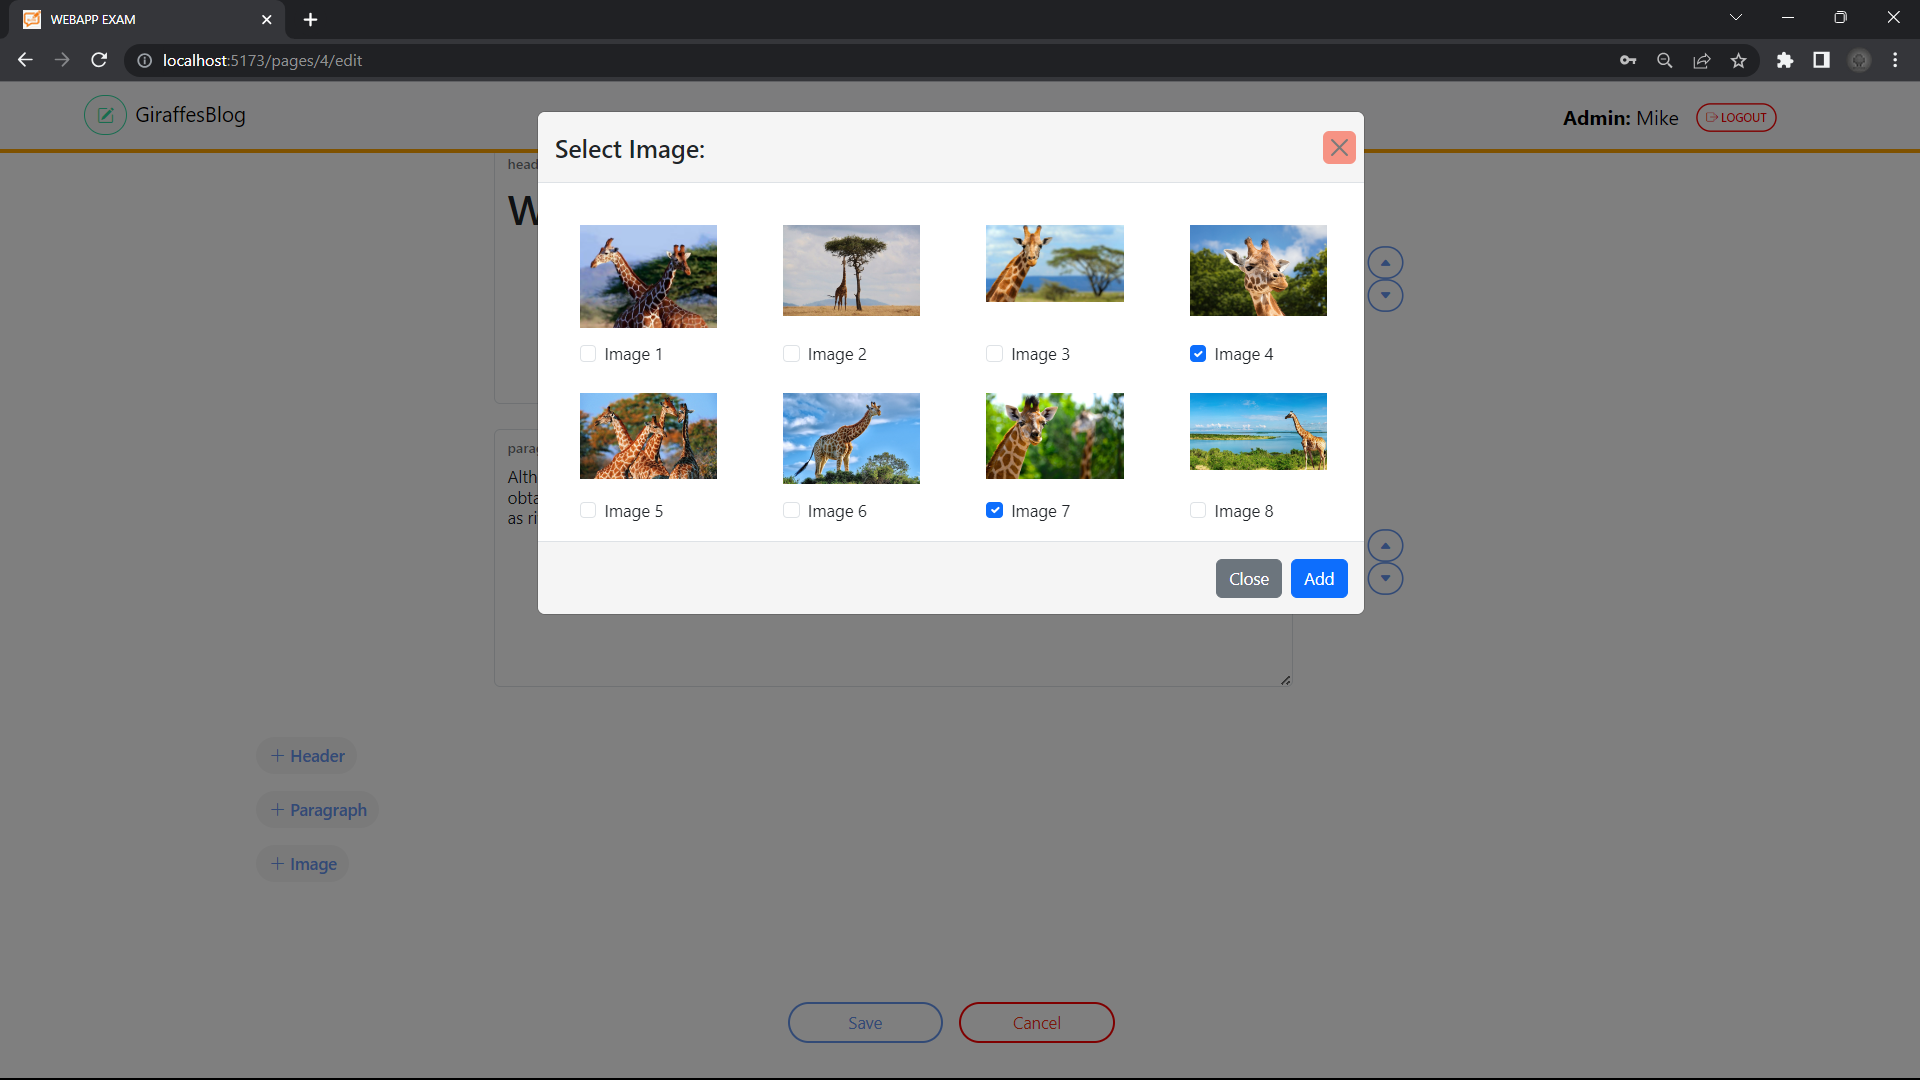 WEBAPP EXAM
localhost:5173/pages/4/edit
GiraffesBlog
Admin: Mike
LOGOUT
Select Image:
head
W
Image 1
Image 2
Image 3
Image 4
para
Alth
obta
as ri
Image 5
Image 6
Image 7
Image 8
Close
Add
+ Header
+ Paragraph
+ Image
Save
Cancel